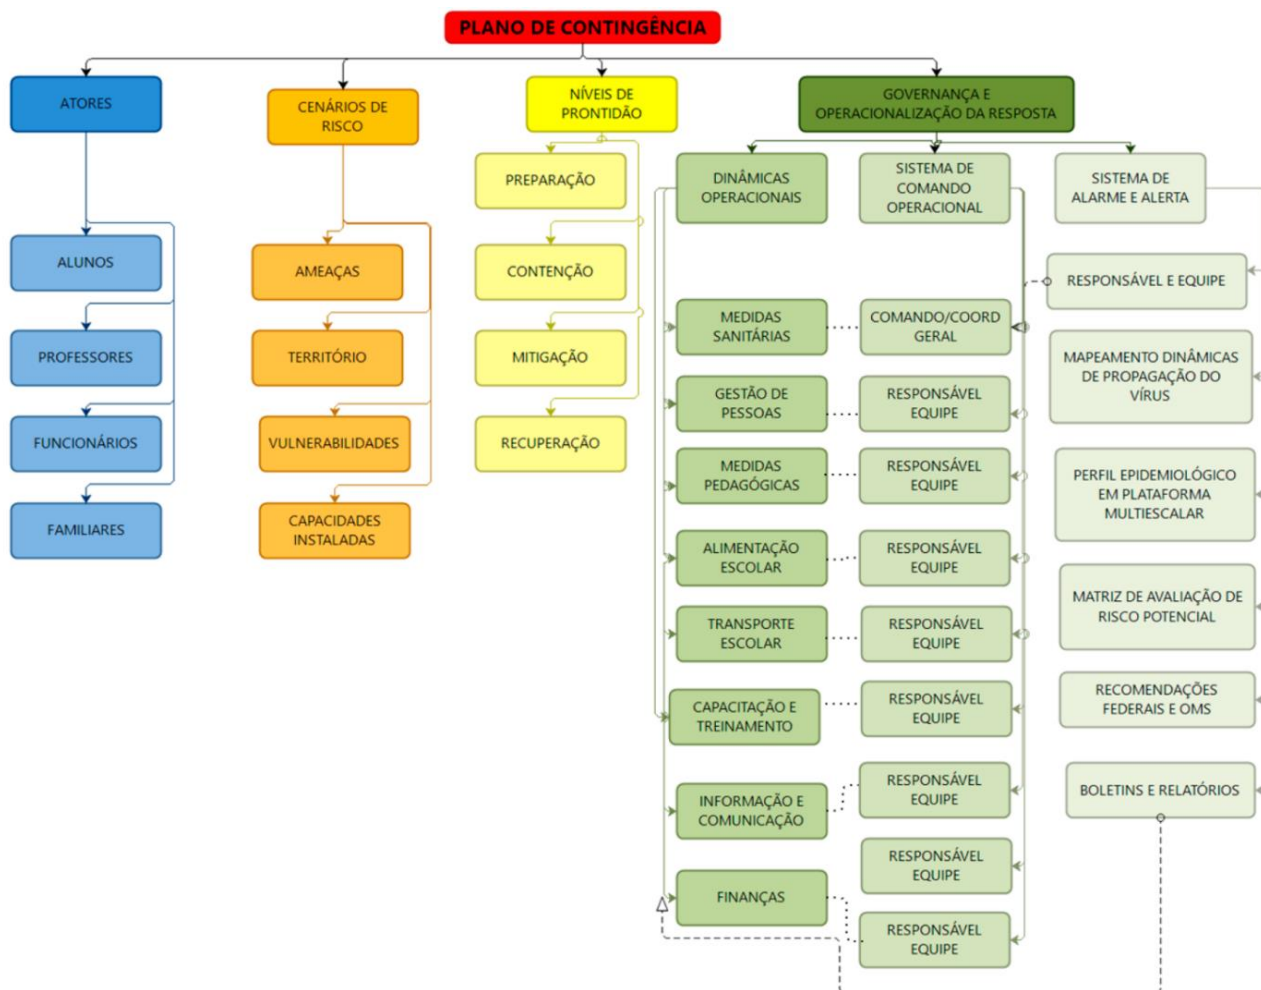 PLANO DE CONTINGÊNCIA
ATORES
CENÁRIOS DE
RISCO
NÍVEIS DE
PRONTIDÃO
GOVERNANÇA E
OPERACIONALIZAÇÃO DA RESPOSTA
ALUNOS
PROFESSORES
FUNCIONÁRIOS
FAMILIARES
AMEAÇAS
TERRITÓRIO
VULNERABILIDADES
CAPACIDADES
INSTALADAS
PREPARAÇÃO
CONTENÇÃO
MITIGAÇÃO
RECUPERAÇÃO
DINÂMICAS
OPERACIONAIS
MEDIDAS
SANITÁRIAS
GESTÃO DE
PESSOAS
MEDIDAS
PEDAGÓGICAS
ALIMENTAÇÃO
ESCOLAR
TRANSPORTE
ESCOLAR
CAPACITAÇÃO E
TREINAMENTO
INFORMAÇÃO E
COMUNICAÇÃO
FINANÇAS
SISTEMA DE
COMANDO
OPERACIONAL
COMANDO/COORD
GERAL
RESPONSÁVEL
EQUIPE
RESPONSÁVEL
EQUIPE
RESPONSÁVEL
EQUIPE
RESPONSÁVEL
EQUIPE
RESPONSÁVEL
EQUIPE
RESPONSÁVEL
EQUIPE
RESPONSÁVEL
EQUIPE
RESPONSÁVEL
EQUIPE
SISTEMA DE
ALARME E ALERTA
RESPONSÁVEL E EQUIPE
MAPEAMENTO DINÂMICAS
DE PROPAGAÇÃO DO
VÍRUS
PERFIL EPIDEMIOLÓGICO
EM PLATAFORMA
MULTIESCALAR
MATRIZ DE AVALIAÇÃO DE
RISCO POTENCIAL
RECOMENDAÇÕES
FEDERAIS E OMS
BOLETINS E RELATÓRIOS